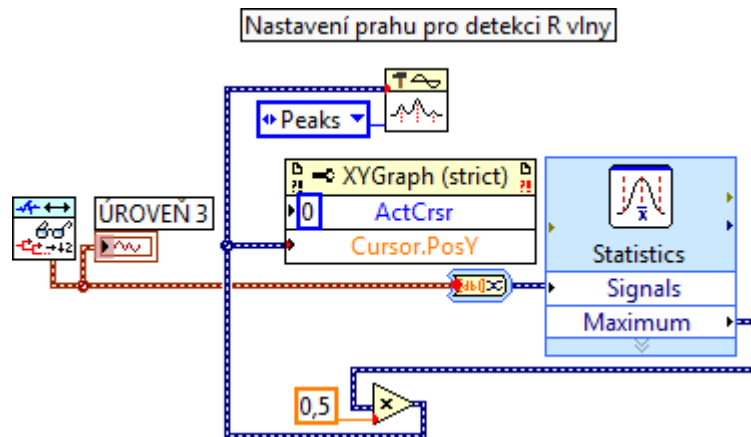 Nastavení prahu pro detekci R vlny
Peaks
XYGraph (strict)
ÚROVEŇ 3
0
ActCrsr
Cursor.PosY
Statistics
Signals
Maximum
0,5